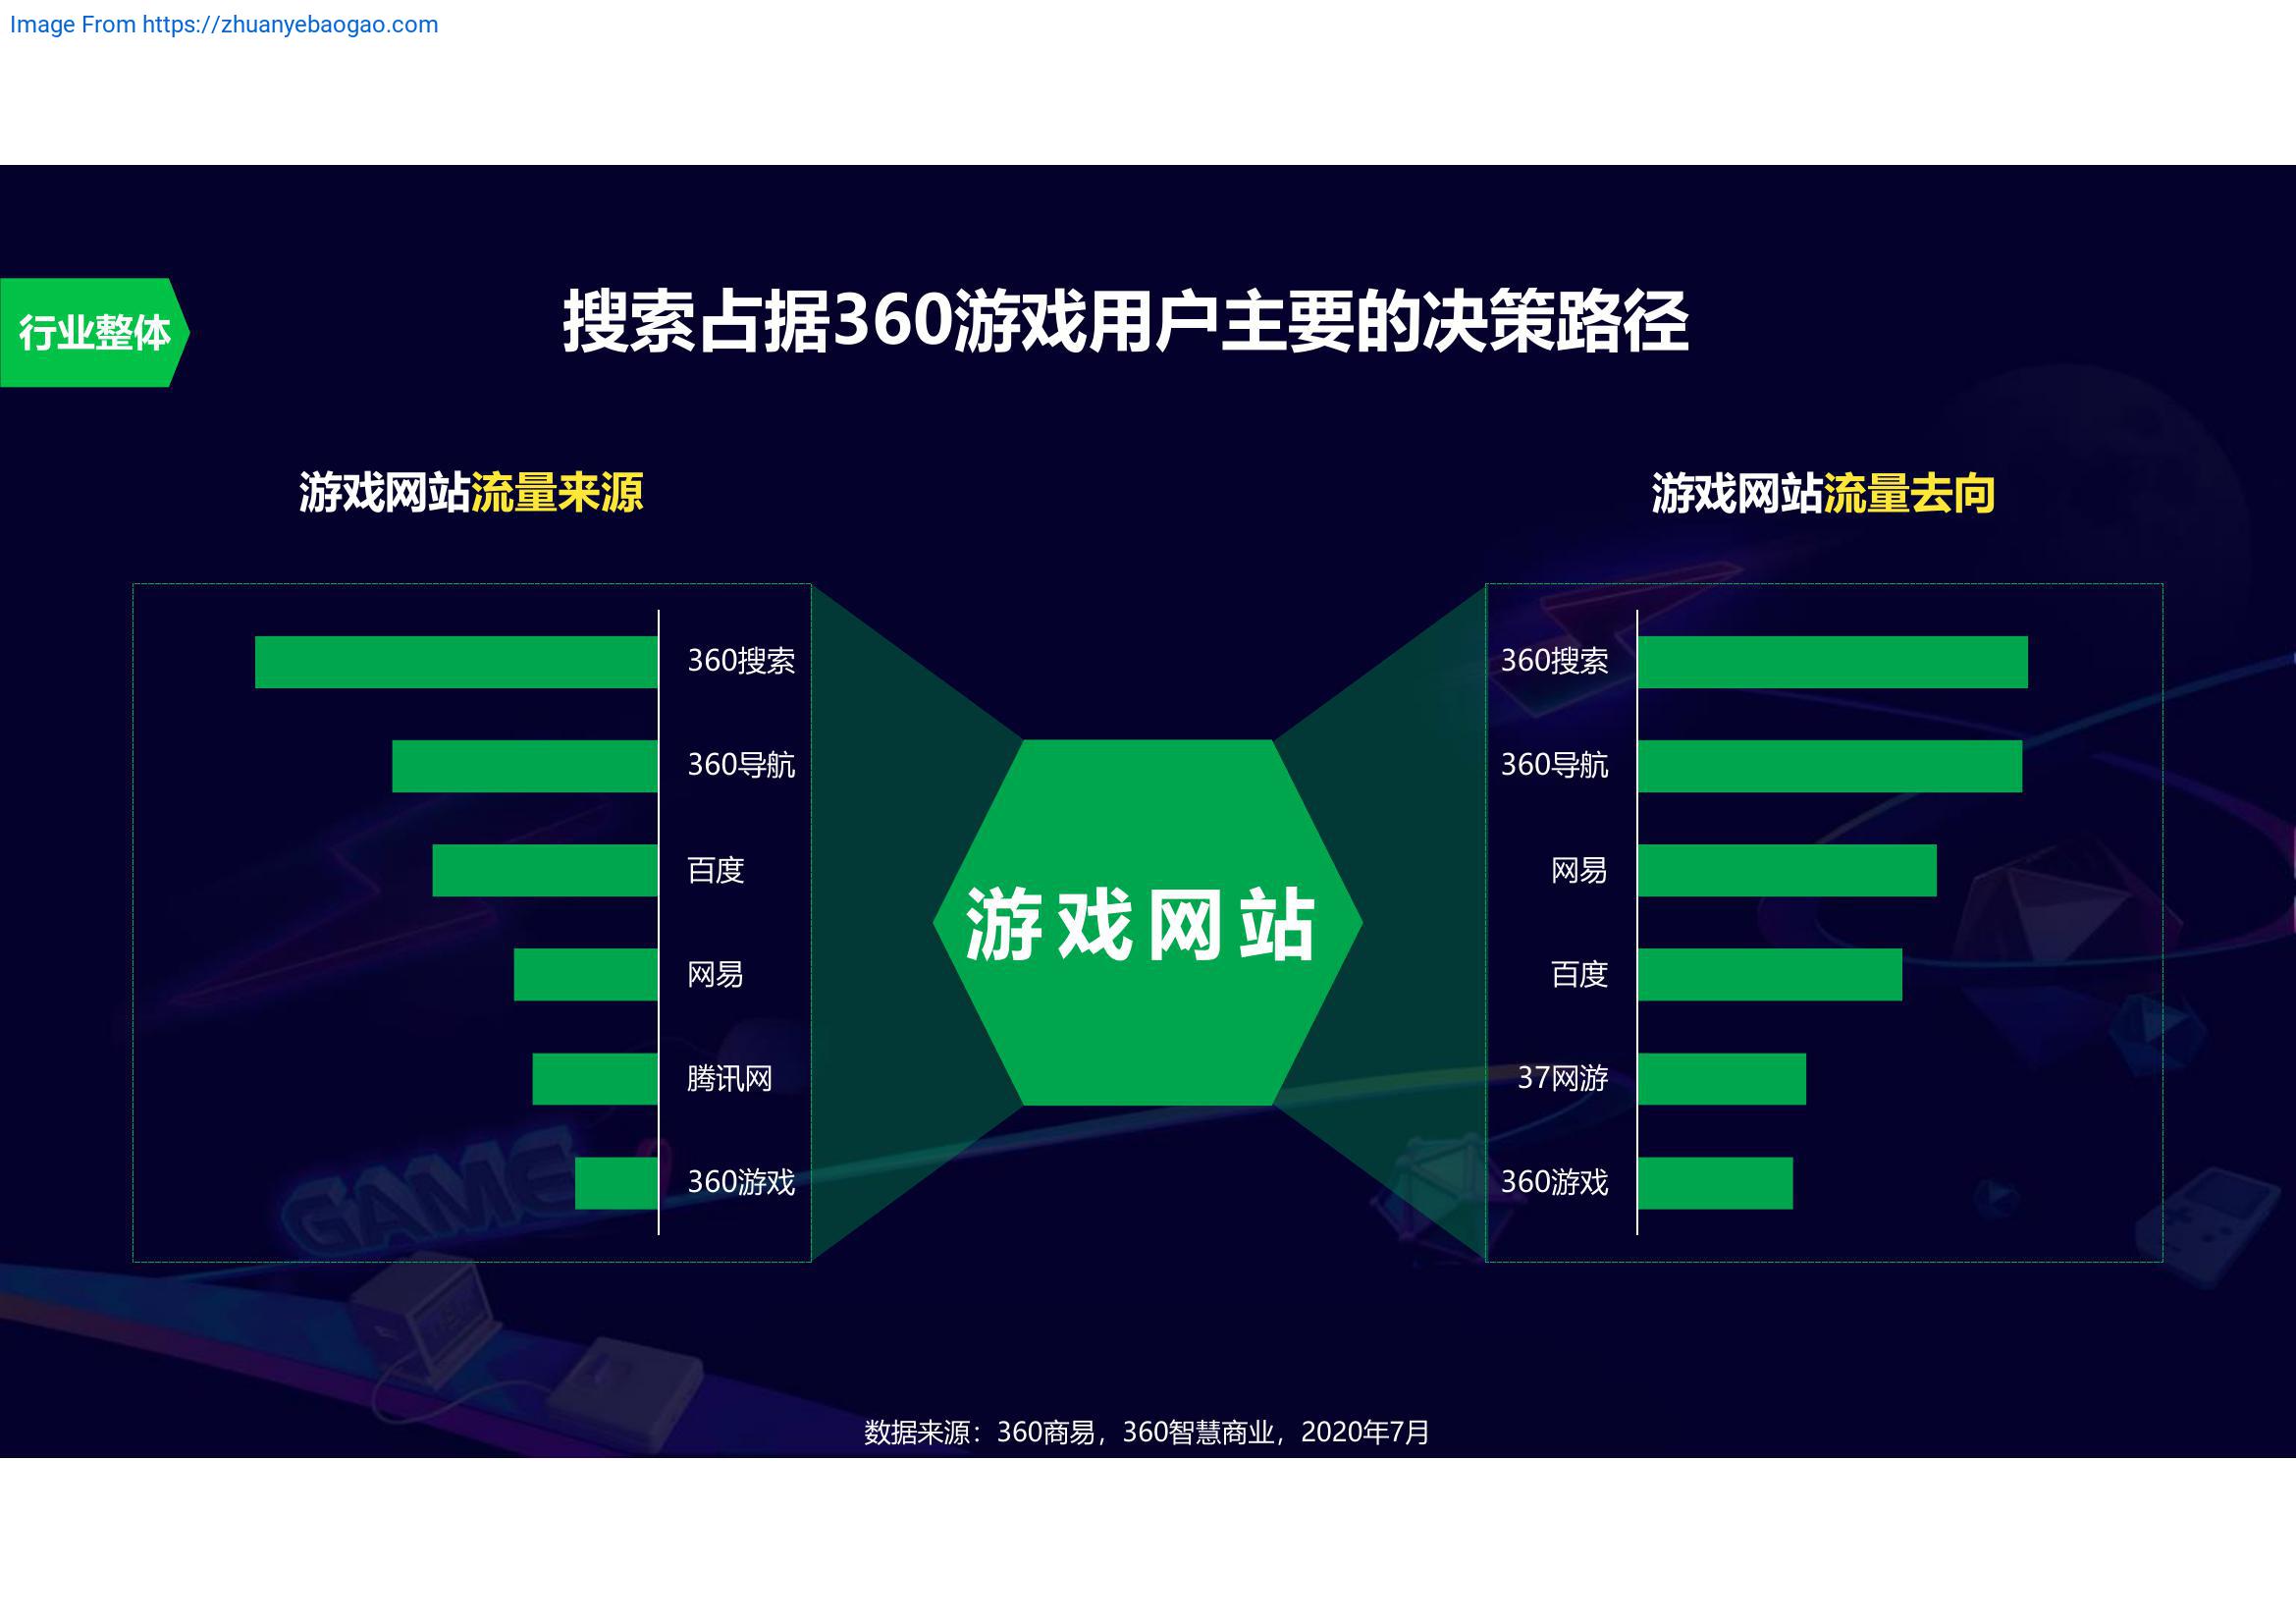 Image From https://zhuanyebaogao.com
行业整体
搜索占据360游戏用户主要的决策路径
游戏网站流量来源
360搜索
360导航
百度
网易
腾讯网
360游戏
游戏网站
游戏网站流量去向
360搜索
360导航
网易
百度
37网游
360游戏
GAME
数据来源：360商易，360智慧商业，2020年7月